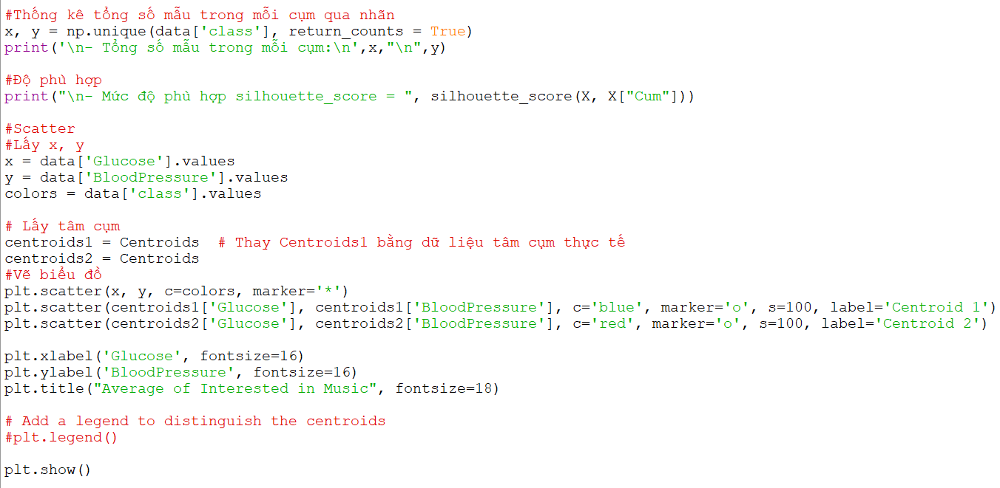 #Thống kê tổng số mẫu trong mỗi cụm qua nhãn
x, y = np.unique(data['class'], return_counts = True)
print('\n- Tổng số mẫu trong mỗi cụm:\n',x,"\n",y)

#Độ phù hợp
print("\n- Mức độ phù hợp silhouette_score = ", silhouette_score(X, X["Cum"]))

#Scatter
#Lấy x, y
x = data['Glucose'].values
y = data['BloodPressure'].values
colors = data['class'].values

# Lấy tâm cụm
centroids1 = Centroids  # Thay Centroids1 bằng dữ liệu tâm cụm thực tế
centroids2 = Centroids
#Vẽ biểu đồ
plt.scatter(x, y, c=colors, marker='*')
plt.scatter(centroids1['Glucose'], centroids1['BloodPressure'], c='blue', marker='o', s=100, label='Centroid 1')
plt.scatter(centroids2['Glucose'], centroids2['BloodPressure'], c='red', marker='o', s=100, label='Centroid 2')

plt.xlabel('Glucose', fontsize=16)
plt.ylabel('BloodPressure', fontsize=16)
plt.title("Average of Interested in Music", fontsize=18)

# Add a legend to distinguish the centroids
#plt.legend()

plt.show()